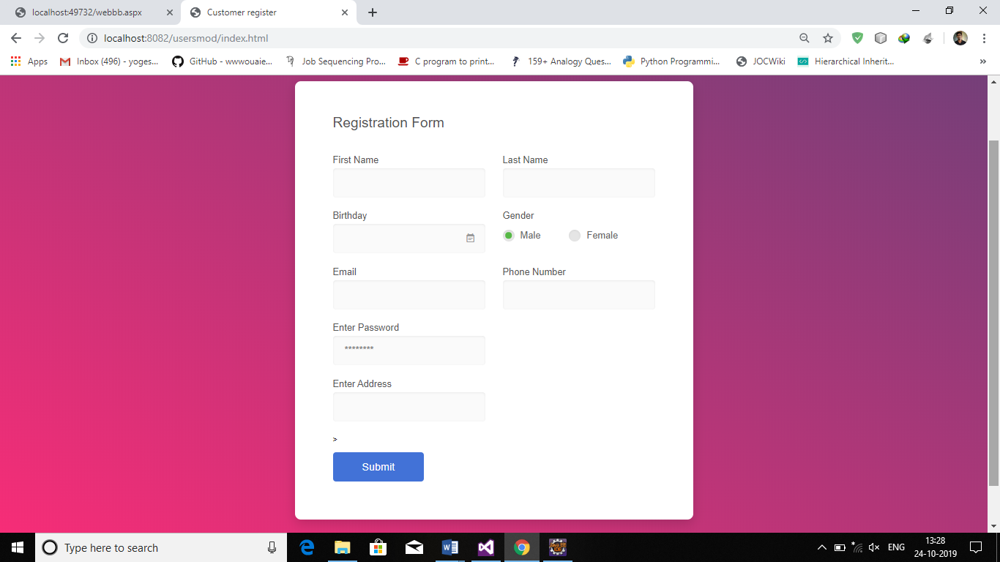 localhost:49732/webbb.aspx
Customer register
localhost:8082/usersmod/index.html
Apps
Inbox (496) - yoges...
GitHub - wwwouaie...
Job Sequencing Pro...
C program to print...
159+ Analogy Ques...
Python Programmi...
JOCWiki
Hierarchical Inherit...
»
Registration Form
First Name
Last Name
Birthday
Gender
Male
Female
Email
Phone Number
Enter Password
********
Enter Address
>
Submit
Type here to search
ENG
13:28
24-10-2019